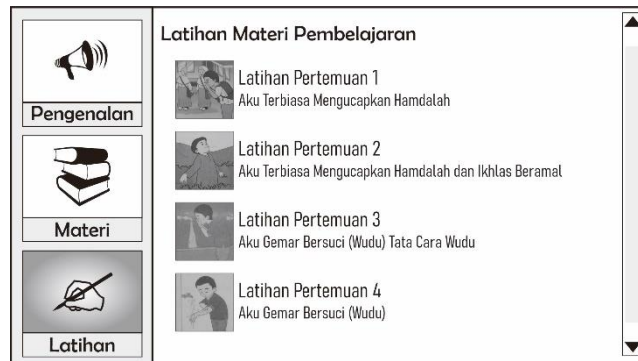 Pengenalan
Materi
Latihan
Latihan Materi Pembelajaran
Latihan Pertemuan 1
Aku Terbiasa Mengucapkan Hamdalah
Latihan Pertemuan 2
Aku Terbiasa Mengucapkan Hamdalah dan Ikhlas Beramal
Latihan Pertemuan 3
Aku Gemar Bersuci (Wudu) Tata Cara Wudu
Latihan Pertemuan 4
Aku Gemar Bersuci (Wudu)